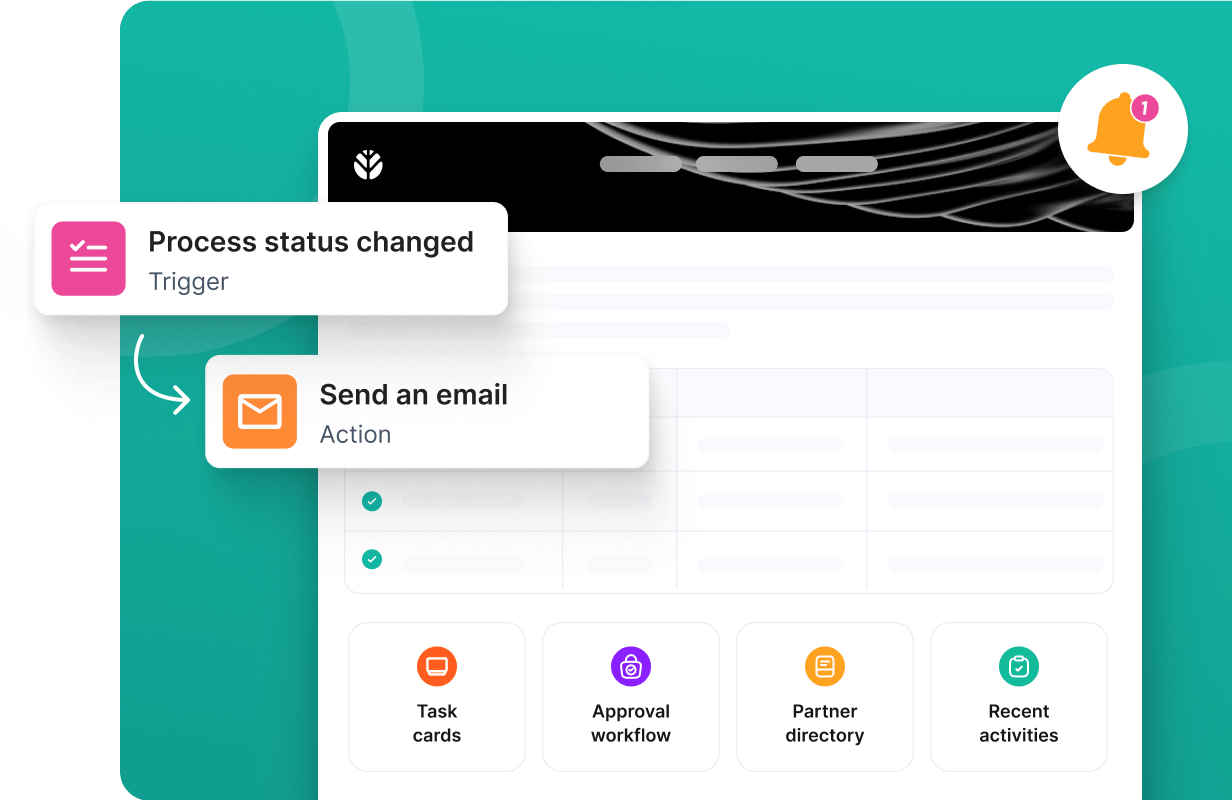 1
Process status changed
Trigger
Send an email
Action
Task
cards
Approval
workflow
Partner
directory
Recent
activities